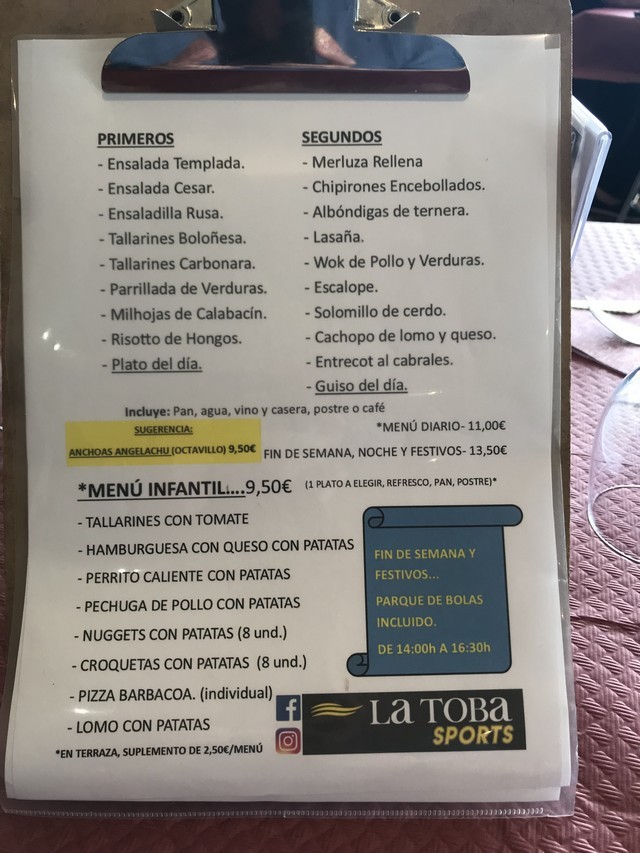 PRIMEROS
- Ensalada Templada.
- Ensalada Cesar.
- Ensaladilla Rusa.
- Tallarines Boloñesa.
- Tallarines Carbonara.
- Parrillada de Verduras.
- Milhojas de Calabacín.
- Risotto de Hongos.
- Plato del día.
SEGUNDOS
- Merluza Rellena
- Chipirones Encebollados.
- Albóndigas de ternera.
- Lasaña.
- Wok de Pollo y Verduras.
- Escalope.
- Solomillo de cerdo.
- Cachopo de lomo y queso.
- Entrecot al cabrales.
- Guiso del día.
Incluye: Pan, agua, vino y casera, postre o café
SUGERENCIA:
ANCHOAS ANGELACHU (OCTAVILLO) 9,50€
*MENÚ DIARIO- 11,00€
FIN DE SEMANA, NOCHE Y FESTIVOS- 13,50€
*MENÚ INFANTIL...9,50€ (1 PLATO A ELEGIR, REFRESCO, PAN, POSTRE)*
- TALLARINES CON TOMATE
- HAMBURGUESA CON QUESO CON PATATAS
- PERRITO CALIENTE CON PATATAS
- PECHUGA DE POLLO CON PATATAS
- NUGGETS CON PATATAS (8 und.)
- CROQUETAS CON PATATAS (8 und.)
- PIZZA BARBACOA. (individual)
- LOMO CON PATATAS
*EN TERRAZA, SUPLEMENTO DE 2,50€/MENÚ
FIN DE SEMANA Y
FESTIVOS...
PARQUE DE BOLAS
INCLUIDO.
DE 14:00h A 16:30h
LA TOBA
SPORTS